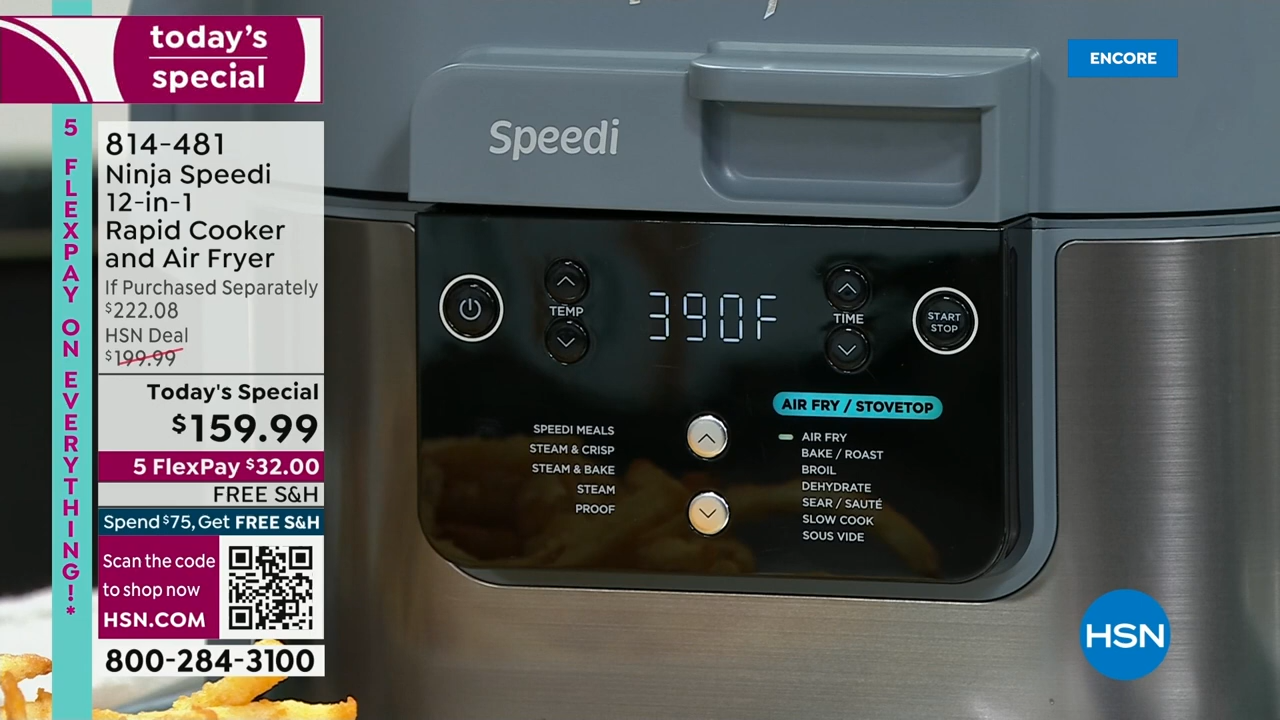 today's
special
5 FLEXPAY ON EVERYTHING!*
814-481
Ninja Speedi
12-in-1
Rapid Cooker
and Air Fryer
If Purchased Separately
$222.08
HSN Deal
$199.99
Today's Special
$159.99
5 FlexPay $32.00
FREE S&H
Spend $75, Get FREE S&H
Scan the code
to shop now
HSN.COM
800-284-3100
ENCORE
Speedi
TEMP
390F
TIME
START
STOP
AIR FRY / STOVETOP
SPEEDI MEALS
STEAM & CRISP
STEAM & BAKE
STEAM
PROOF
AIR FRY
BAKE / ROAST
BROIL
DEHYDRATE
SEAR / SAUTÉ
SLOW COOK
SOUS VIDE
HSN